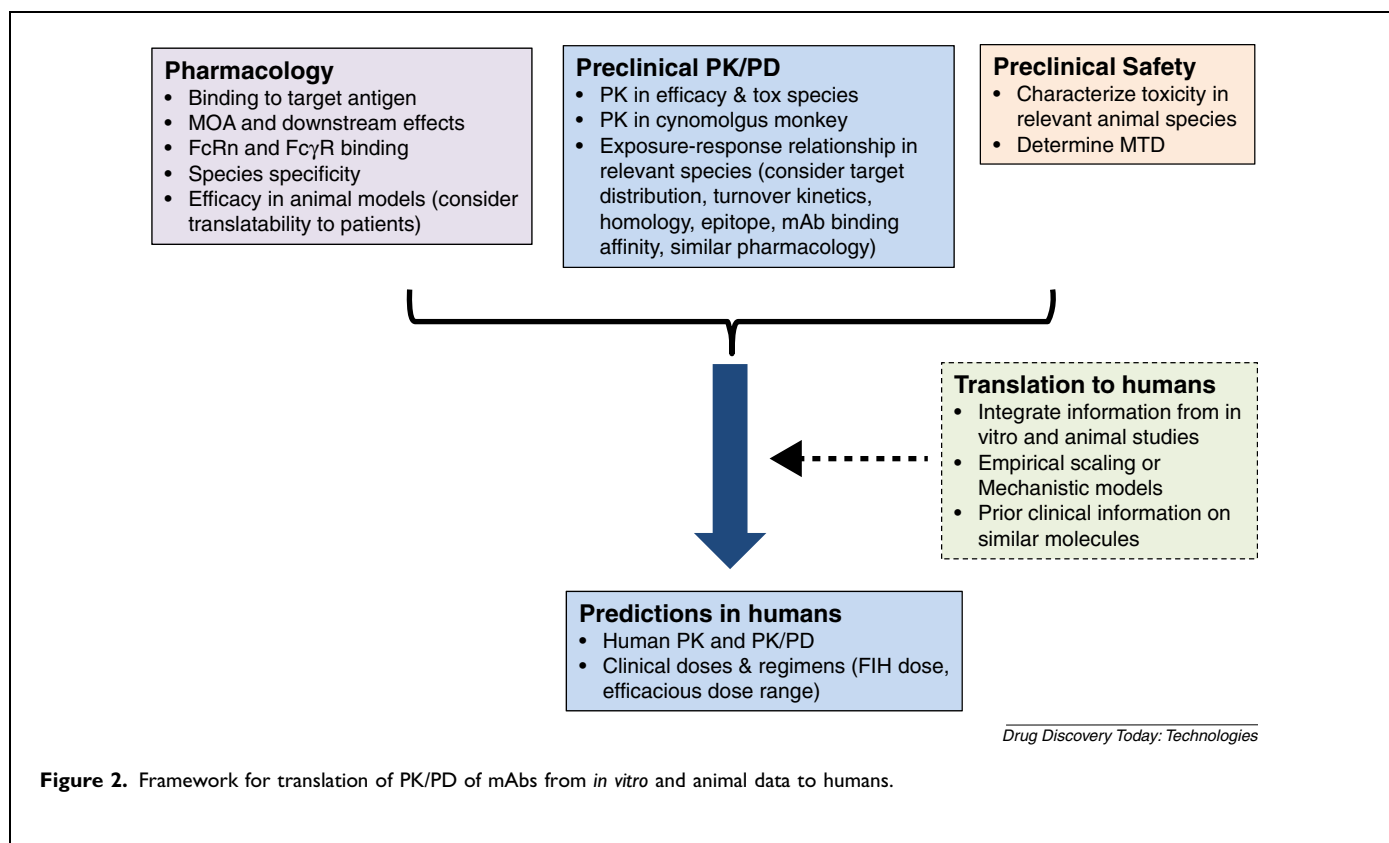 Pharmacology
• Binding to target antigen
• MOA and downstream effects
• FcRn and FcγR binding
• Species specificity
• Efficacy in animal models (consider
translatability to patients)
Preclinical PK/PD
• PK in efficacy & tox species
• PK in cynomolgus monkey
• Exposure-response relationship in
relevant species (consider target
distribution, turnover kinetics,
homology, epitope, mAb binding
affinity, similar pharmacology)
Preclinical Safety
• Characterize toxicity in
relevant animal species
• Determine MTD
Translation to humans
• Integrate information from in
vitro and animal studies
• Empirical scaling or
Mechanistic models
• Prior clinical information on
similar molecules
Predictions in humans
• Human PK and PK/PD
• Clinical doses & regimens (FIH dose,
efficacious dose range)
Drug Discovery Today: Technologies
Figure 2. Framework for translation of PK/PD of mAbs from in vitro and animal data to humans.